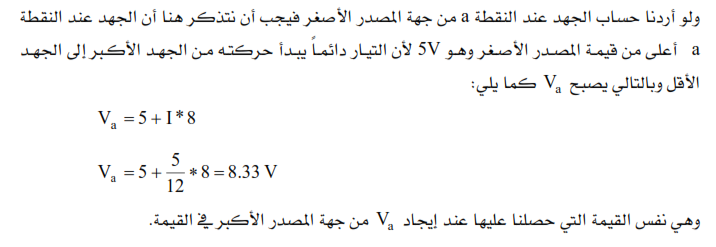 ولو أردنا حساب الجهد عند النقطة a من جهة المصدر الأصغر فيجب أن نتذكر هنا أن الجهد عند النقطة
a أعلى من قيمة المصدر الأصغر وهو 5V لأن التيار دائماً يبدأ حركته من الجهد الأكبر إلى الجهد
الأقل وبالتالي يصبح Va كما يلي:
Va = 5 + I * 8
Va = 5 + 5/12 * 8 = 8.33 V
وهي نفس القيمة التي حصلنا عليها عند إيجاد Va من جهة المصدر الأكبر في القيمة.